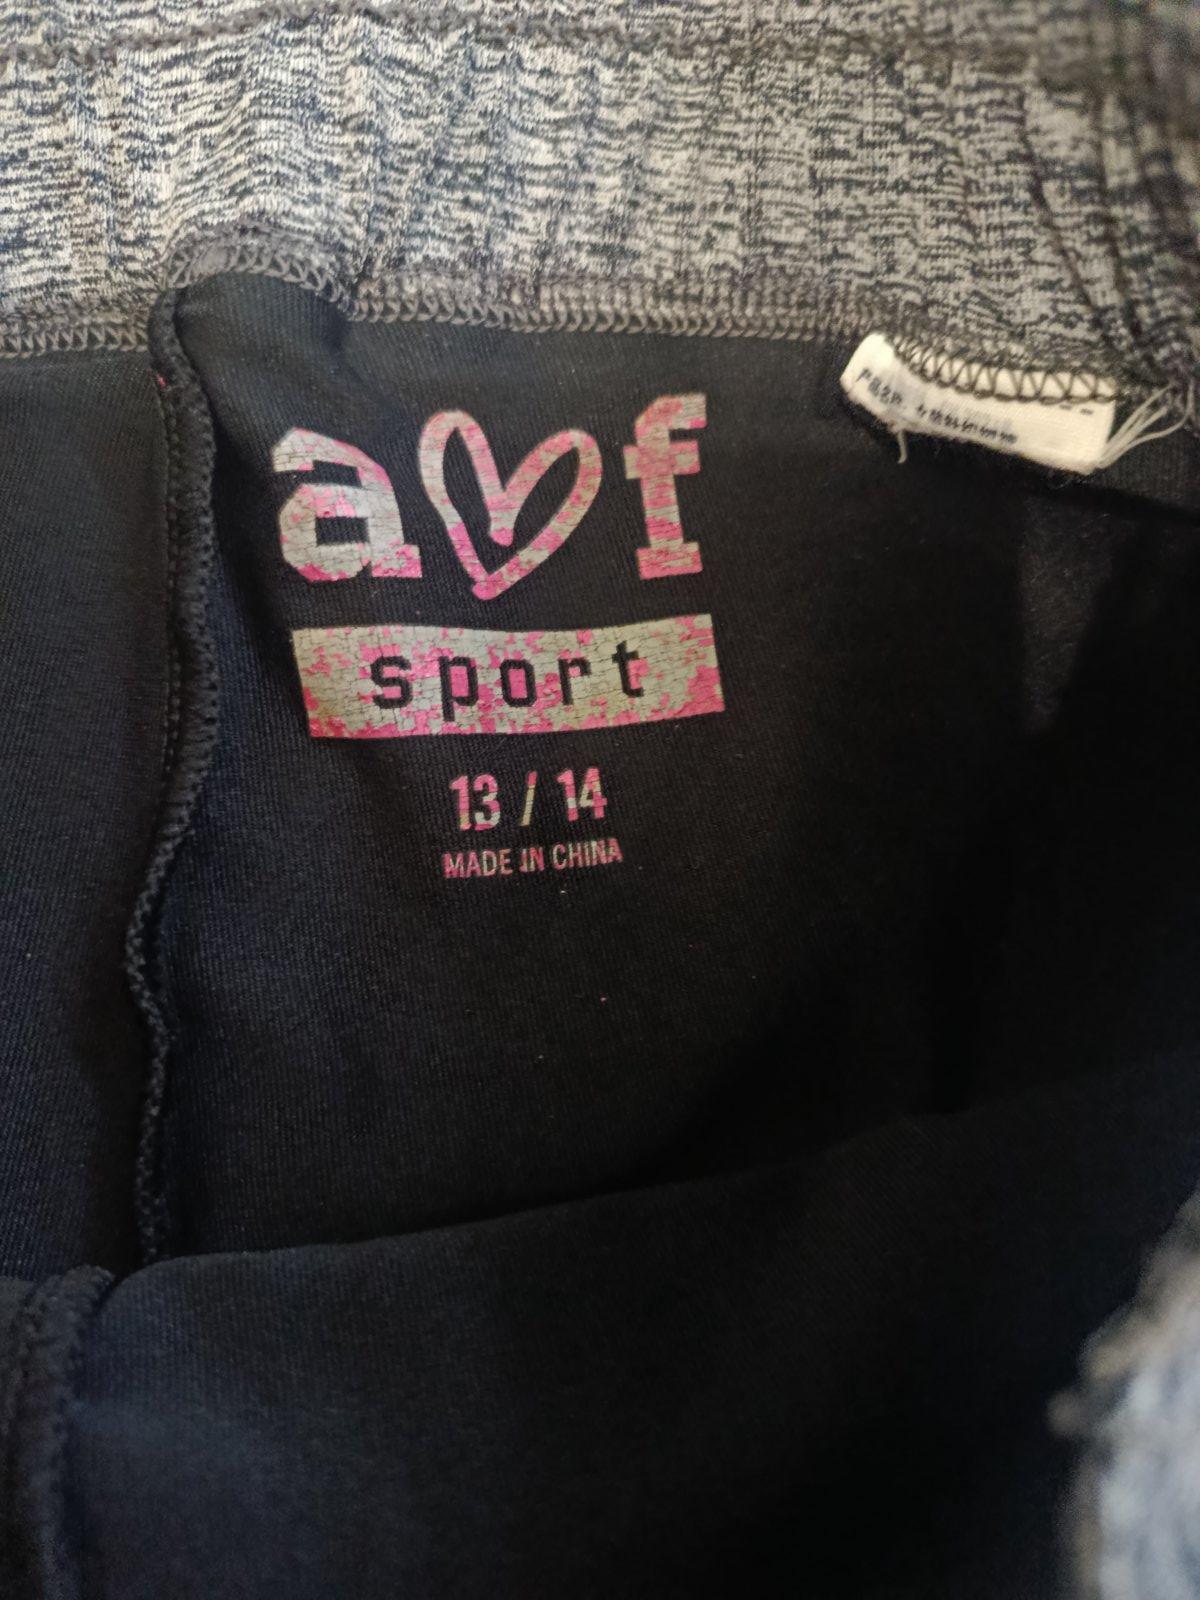 a f
sport
13 / 14
MADE IN CHINA